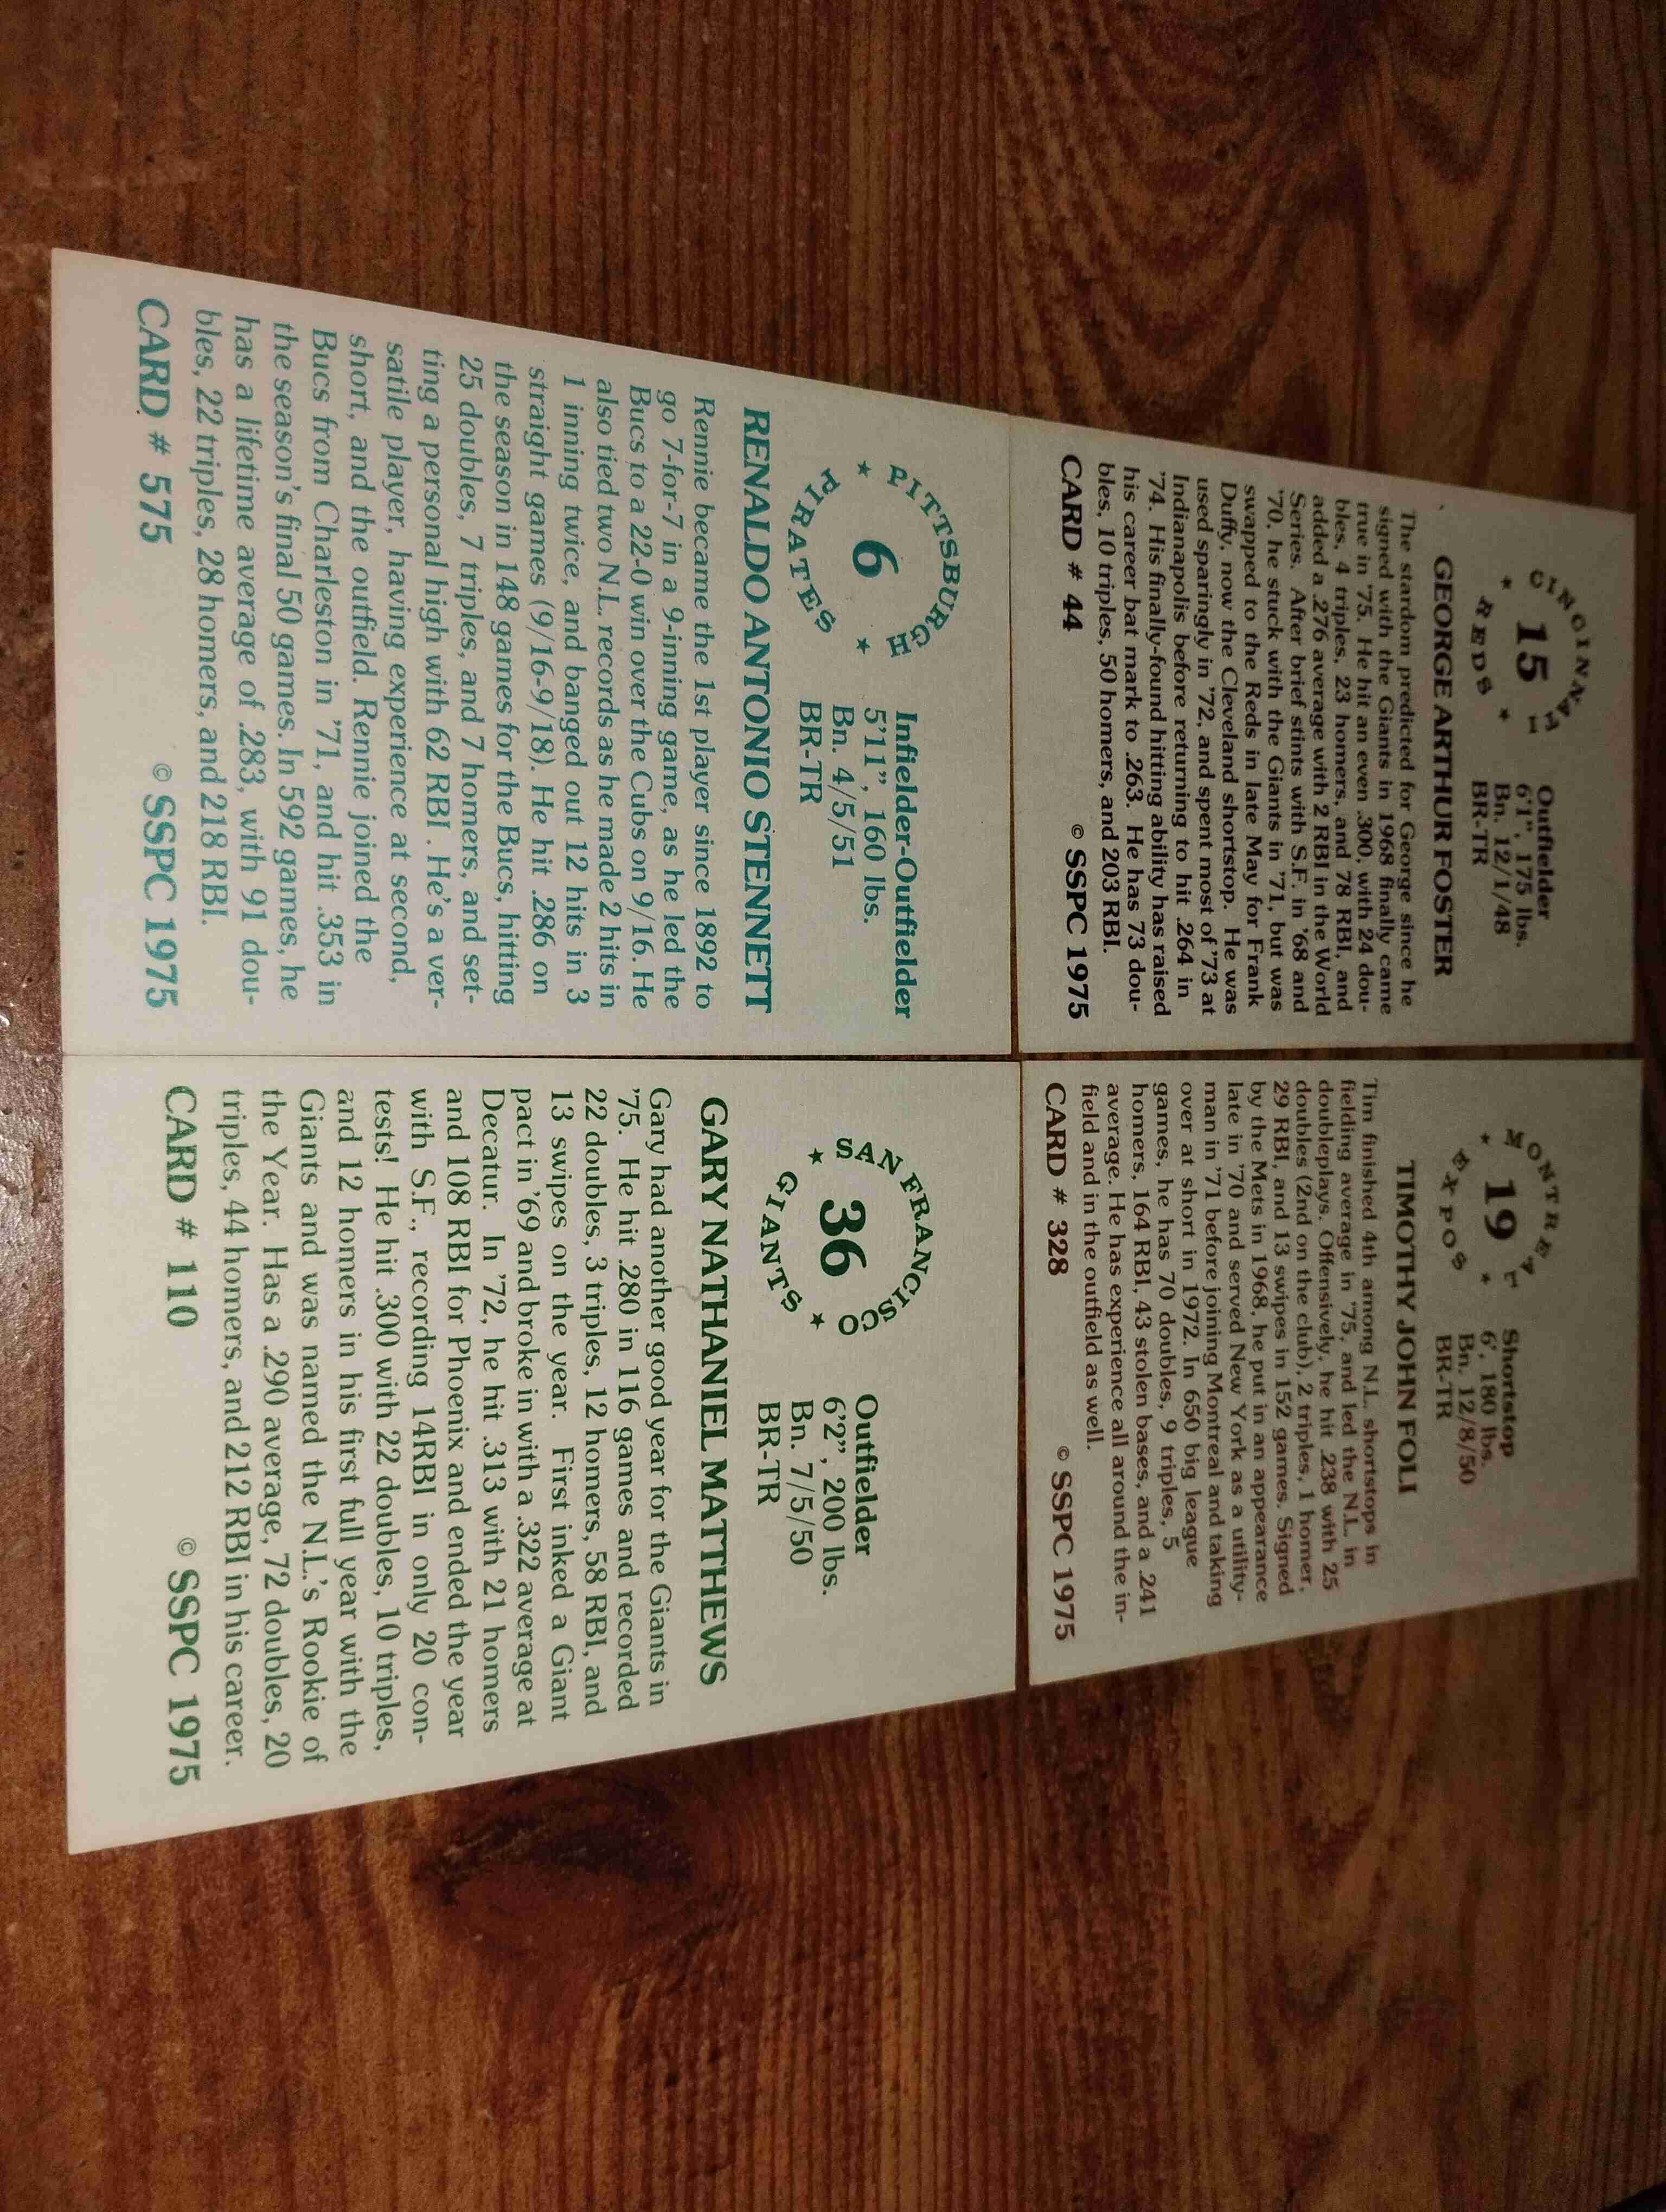 CINCINNATI
15
★ REDS ★
Outfielder
6'1", 175 lbs.
Bn. 12/1/48
BR-TR
GEORGE ARTHUR FOSTER
The stardom predicted for George since he
signed with the Giants in 1968 finally came
true in '75. He hit an even .300, with 24 dou-
bles, 4 triples, 23 homers, and 78 RBI, and
added a .276 average with 2 RBI in the World
Series. After brief stints with S.F. in '68 and
'70, he stuck with the Giants in '71, but was
swapped to the Reds in late May for Frank
Duffy, now the Cleveland shortstop. He was
used sparingly in '72, and spent most of '73 at
Indianapolis before returning to hit .264 in
'74. His finally-found hitting ability has raised
his career bat mark to .263. He has 73 dou-
bles, 10 triples, 50 homers, and 203 RBI.
CARD # 44 © SSPC 1975
MONTREAL
19
★ EXPOS ★
Shortstop
6', 180 lbs.
Bn. 12/8/50
BR-TR
TIMOTHY JOHN FOLI
Tim finished 4th among N.L. shortstops in
fielding average in '75, and led the N.L. in
doubleplays. Offensively, he hit .238 with 25
doubles (2nd on the club), 2 triples, 1 homer,
29 RBI, and 13 swipes in 152 games. Signed
by the Mets in 1968, he put in an appearance
late in '70 and served New York as a utility-
man in '71 before joining Montreal and taking
over at short in 1972. In 650 big league
games, he has 70 doubles, 9 triples, 5
homers, 164 RBI, 43 stolen bases, and a .241
average. He has experience all around the in-
field and in the outfield as well.
CARD # 328 © SSPC 1975
PITTSBURGH
6
★ PIRATES ★
Infielder-Outfielder
5'11", 160 lbs.
Bn. 4/5/51
BR-TR
RENALDO ANTONIO STENNETT
Rennie became the 1st player since 1892 to
go 7-for-7 in a 9-inning game, as he led the
Bucs to a 22-0 win over the Cubs on 9/16. He
also tied two N.L. records as he made 2 hits in
1 inning twice, and banged out 12 hits in 3
straight games (9/16-9/18). He hit .286 on
the season in 148 games for the Bucs, hitting
25 doubles, 7 triples, and 7 homers, and set-
ting a personal high with 62 RBI. He's a ver-
satile player, having experience at second,
short, and the outfield. Rennie joined the
Bucs from Charleston in '71, and hit .353 in
the season's final 50 games. In 592 games, he
has a lifetime average of .283, with 91 dou-
bles, 22 triples, 28 homers, and 218 RBI.
CARD # 575 © SSPC 1975
SAN FRANCISCO
36
★ GIANTS ★
Outfielder
6'2", 200 lbs.
Bn. 7/5/50
BR-TR
GARY NATHANIEL MATTHEWS
Gary had another good year for the Giants in
'75. He hit .280 in 116 games and recorded
22 doubles, 3 triples, 12 homers, 58 RBI, and
13 swipes on the year. First inked a Giant
pact in '69 and broke in with a .322 average at
Decatur. In '72, he hit .313 with 21 homers
and 108 RBI for Phoenix and ended the year
with S.F., recording 14RBI in only 20 con-
tests! He hit .300 with 22 doubles, 10 triples,
and 12 homers in his first full year with the
Giants and was named the N.L.'s Rookie of
the Year. Has a .290 average, 72 doubles, 20
triples, 44 homers, and 212 RBI in his career.
CARD # 110 © SSPC 1975